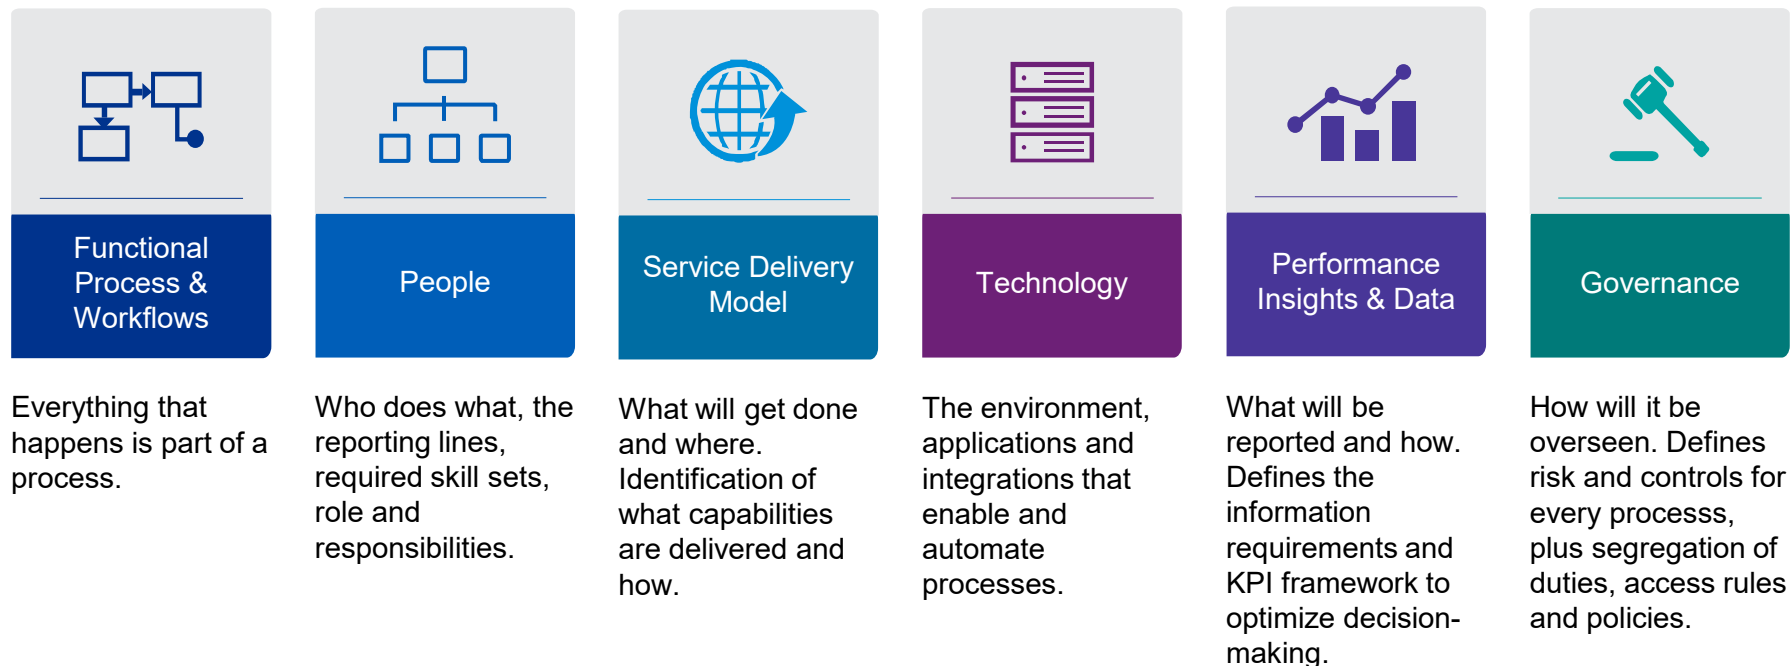 Functional
Process &
Workflows
Everything that
happens is part of a
process.
People
Who does what, the
reporting lines,
required skill sets,
role and
responsibilities.
Service Delivery
Model
What will get done
and where.
Identification of
what capabilities
are delivered and
how.
Technology
The environment,
applications and
integrations that
enable and
automate
processes.
Performance
Insights & Data
What will be
reported and how.
Defines the
information
requirements and
KPI framework to
optimize decision-
making.
Governance
How will it be
overseen. Defines
risk and controls for
every processs,
plus segregation of
duties, access rules
and policies.